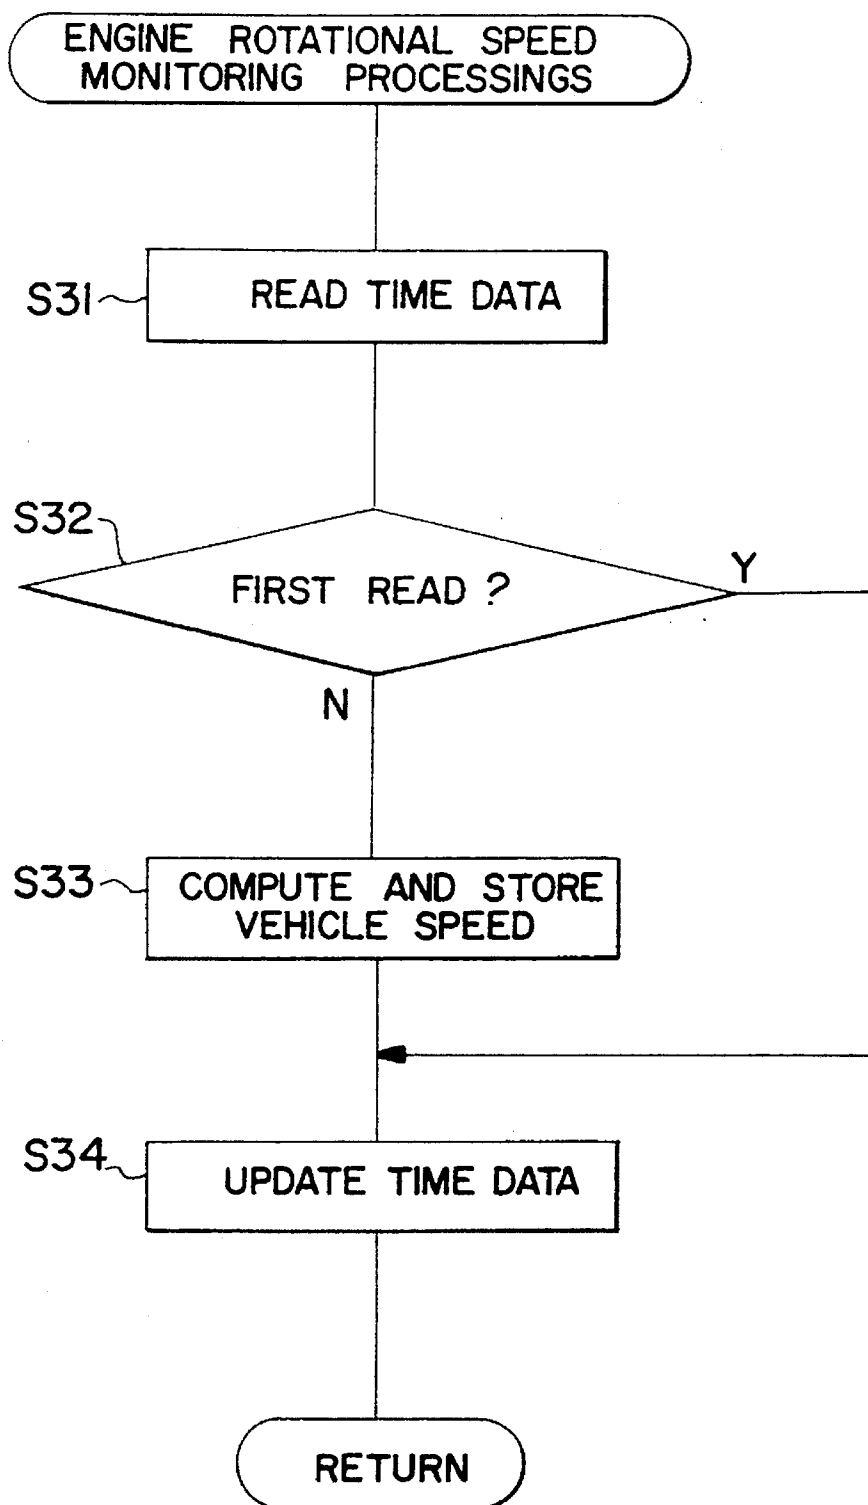 ENGINE ROTATIONAL SPEED
MONITORING PROCESSINGS
S31
READ TIME DATA
S32
FIRST READ?
Y
N
S33
COMPUTE AND STORE
VEHICLE SPEED
S34
UPDATE TIME DATA
RETURN